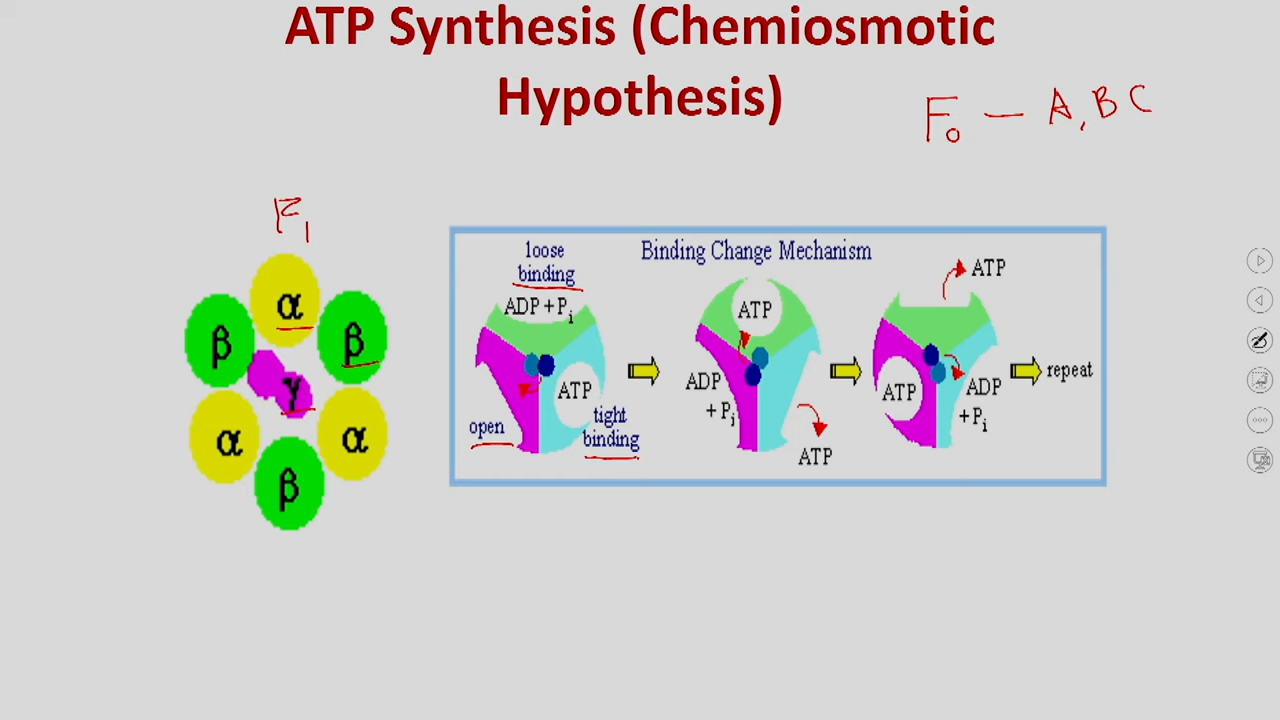 ATP Synthesis (Chemiosmotic
Hypothesis)
F₀ — A, B C
F₁
α
β
β
γ
α
α
β
Binding Change Mechanism
loose
binding
ADP + Pᵢ
ATP
open
tight
binding
ATP
ADP
+ Pᵢ
ATP
ATP
ATP
ADP
+ Pᵢ
repeat